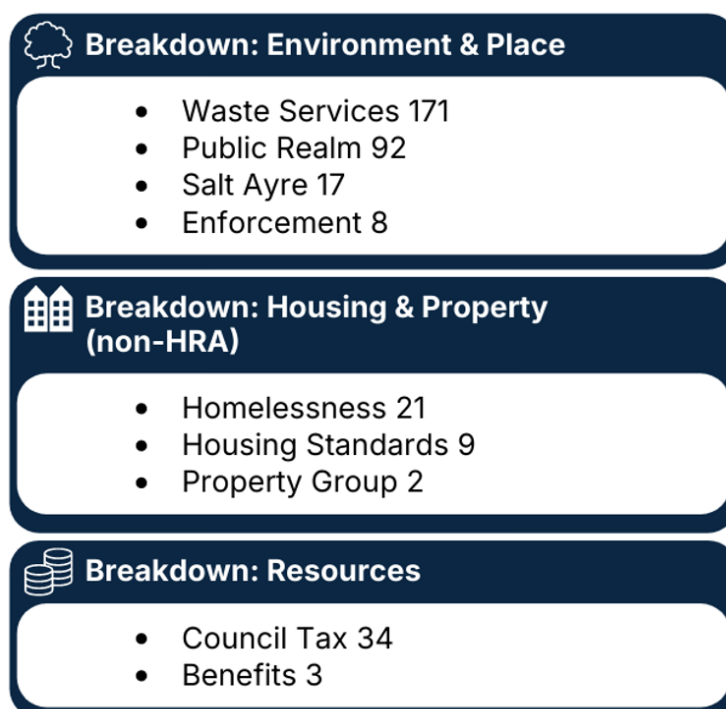 Breakdown: Environment & Place
• Waste Services 171
• Public Realm 92
• Salt Ayre 17
• Enforcement 8
Breakdown: Housing & Property
(non-HRA)
• Homelessness 21
• Housing Standards 9
• Property Group 2
Breakdown: Resources
• Council Tax 34
• Benefits 3